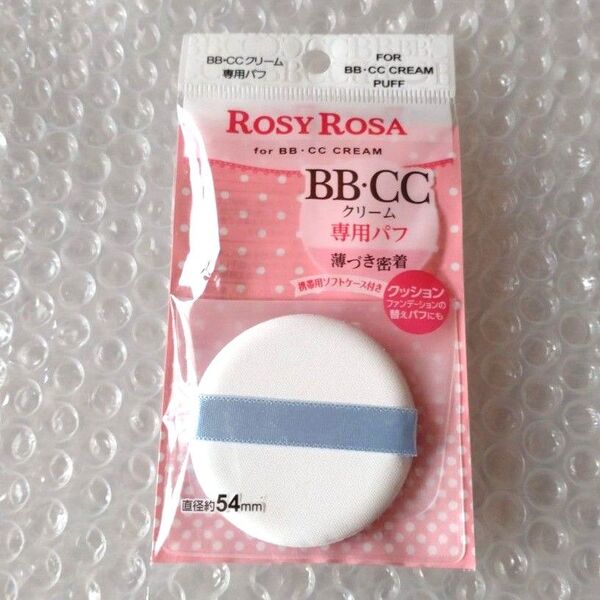 BB・CCクリーム
専用パフ
FOR
BB・CC CREAM
PUFF
ROSY ROSA
for BB・CC CREAM
BB・CC
クリーム
専用パフ
薄づき密着
携帯用ソフトケース付き
クッション
ファンデーションの
替えパフにも
直径約54mm